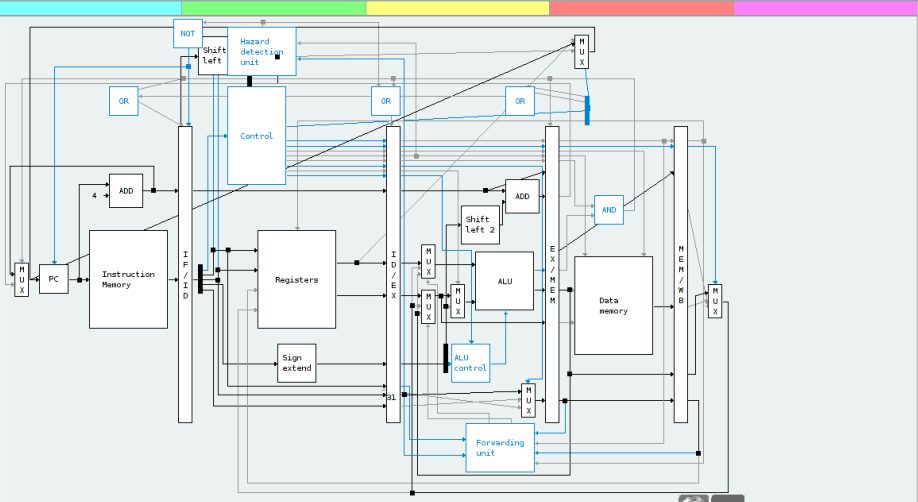 NOT
Shift
left
Hazard
detection
unit
M
U
X
OR
OR
OR
Control
ADD
4
ADD
Shift
left 2
AND
M
U
X
PC
Instruction
Memory
I
F
/
I
D
Registers
I
D
/
E
X
M
U
X
M
U
X
M
U
X
ALU
E
X
/
M
E
M
Data
memory
M
E
M
/
W
B
M
U
X
Sign
extend
ALU
control
31
M
U
X
Forwarding
unit